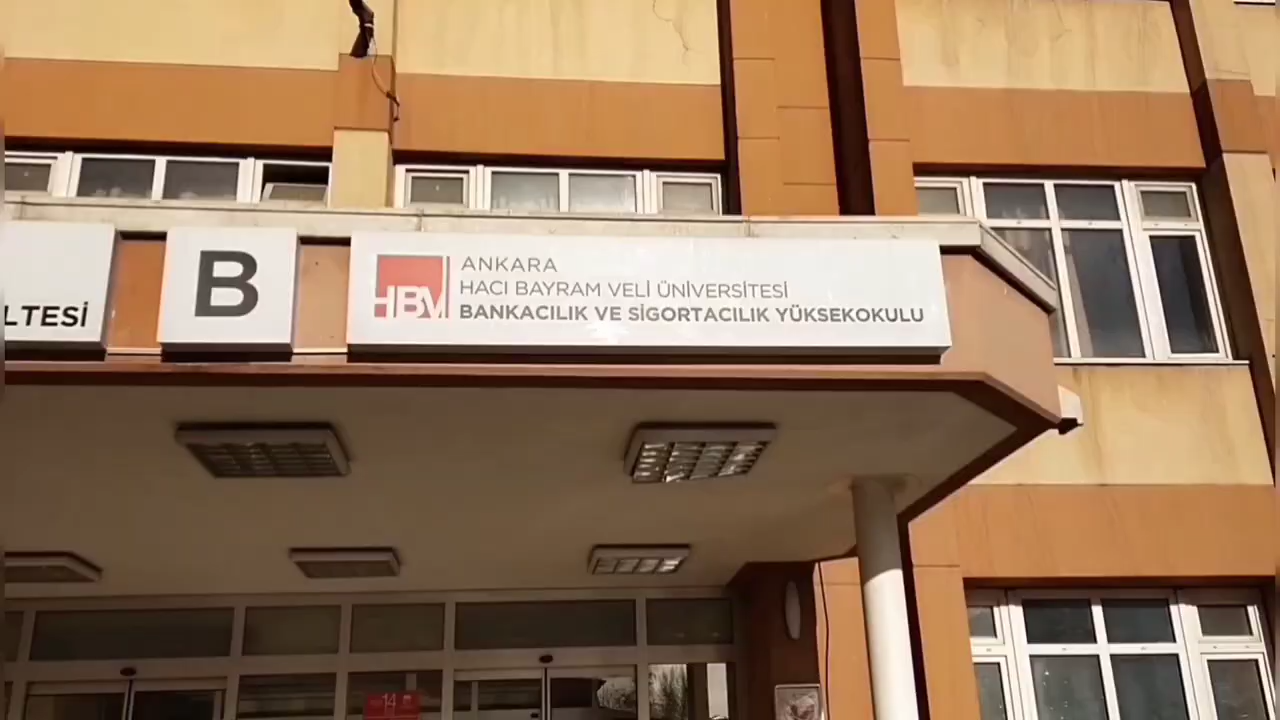 LTESİ
B
HBV
ANKARA
HACI BAYRAM VELİ ÜNİVERSİTESİ
BANKACILIK VE SİGORTACILIK YÜKSEKOKULU
14